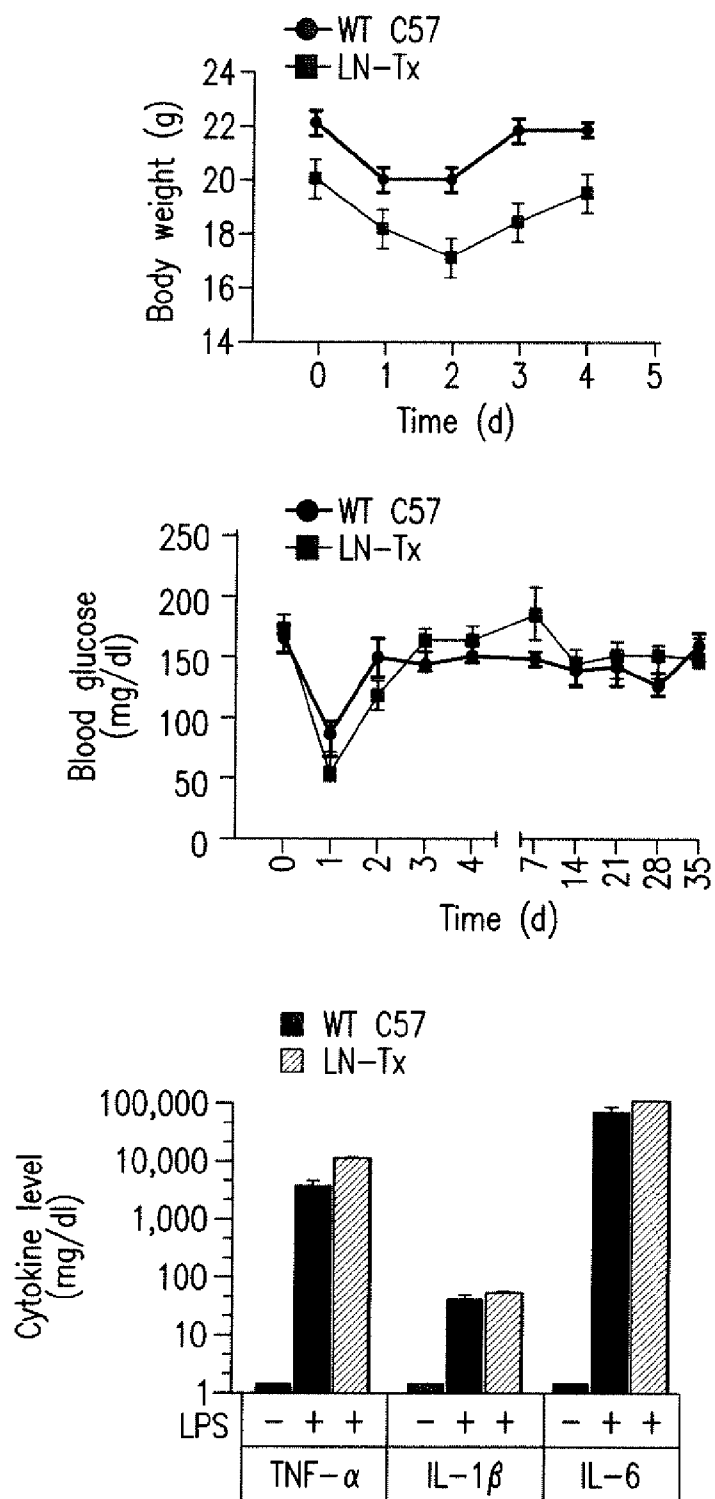 WT C57
LN-Tx
24
22
20
18
16
14
Body weight (g)
0 1 2 3 4 5
Time (d)
WT C57
LN-Tx
250
200
150
100
50
0
Blood glucose
(mg/dl)
0 1 2 3 4 7 14 21 28 35
Time (d)
WT C57
LN-Tx
100,000
10,000
1,000
100
10
1
Cytokine level
(mg/dl)
LPS - + + - + + - + +
TNF-α IL-1β IL-6